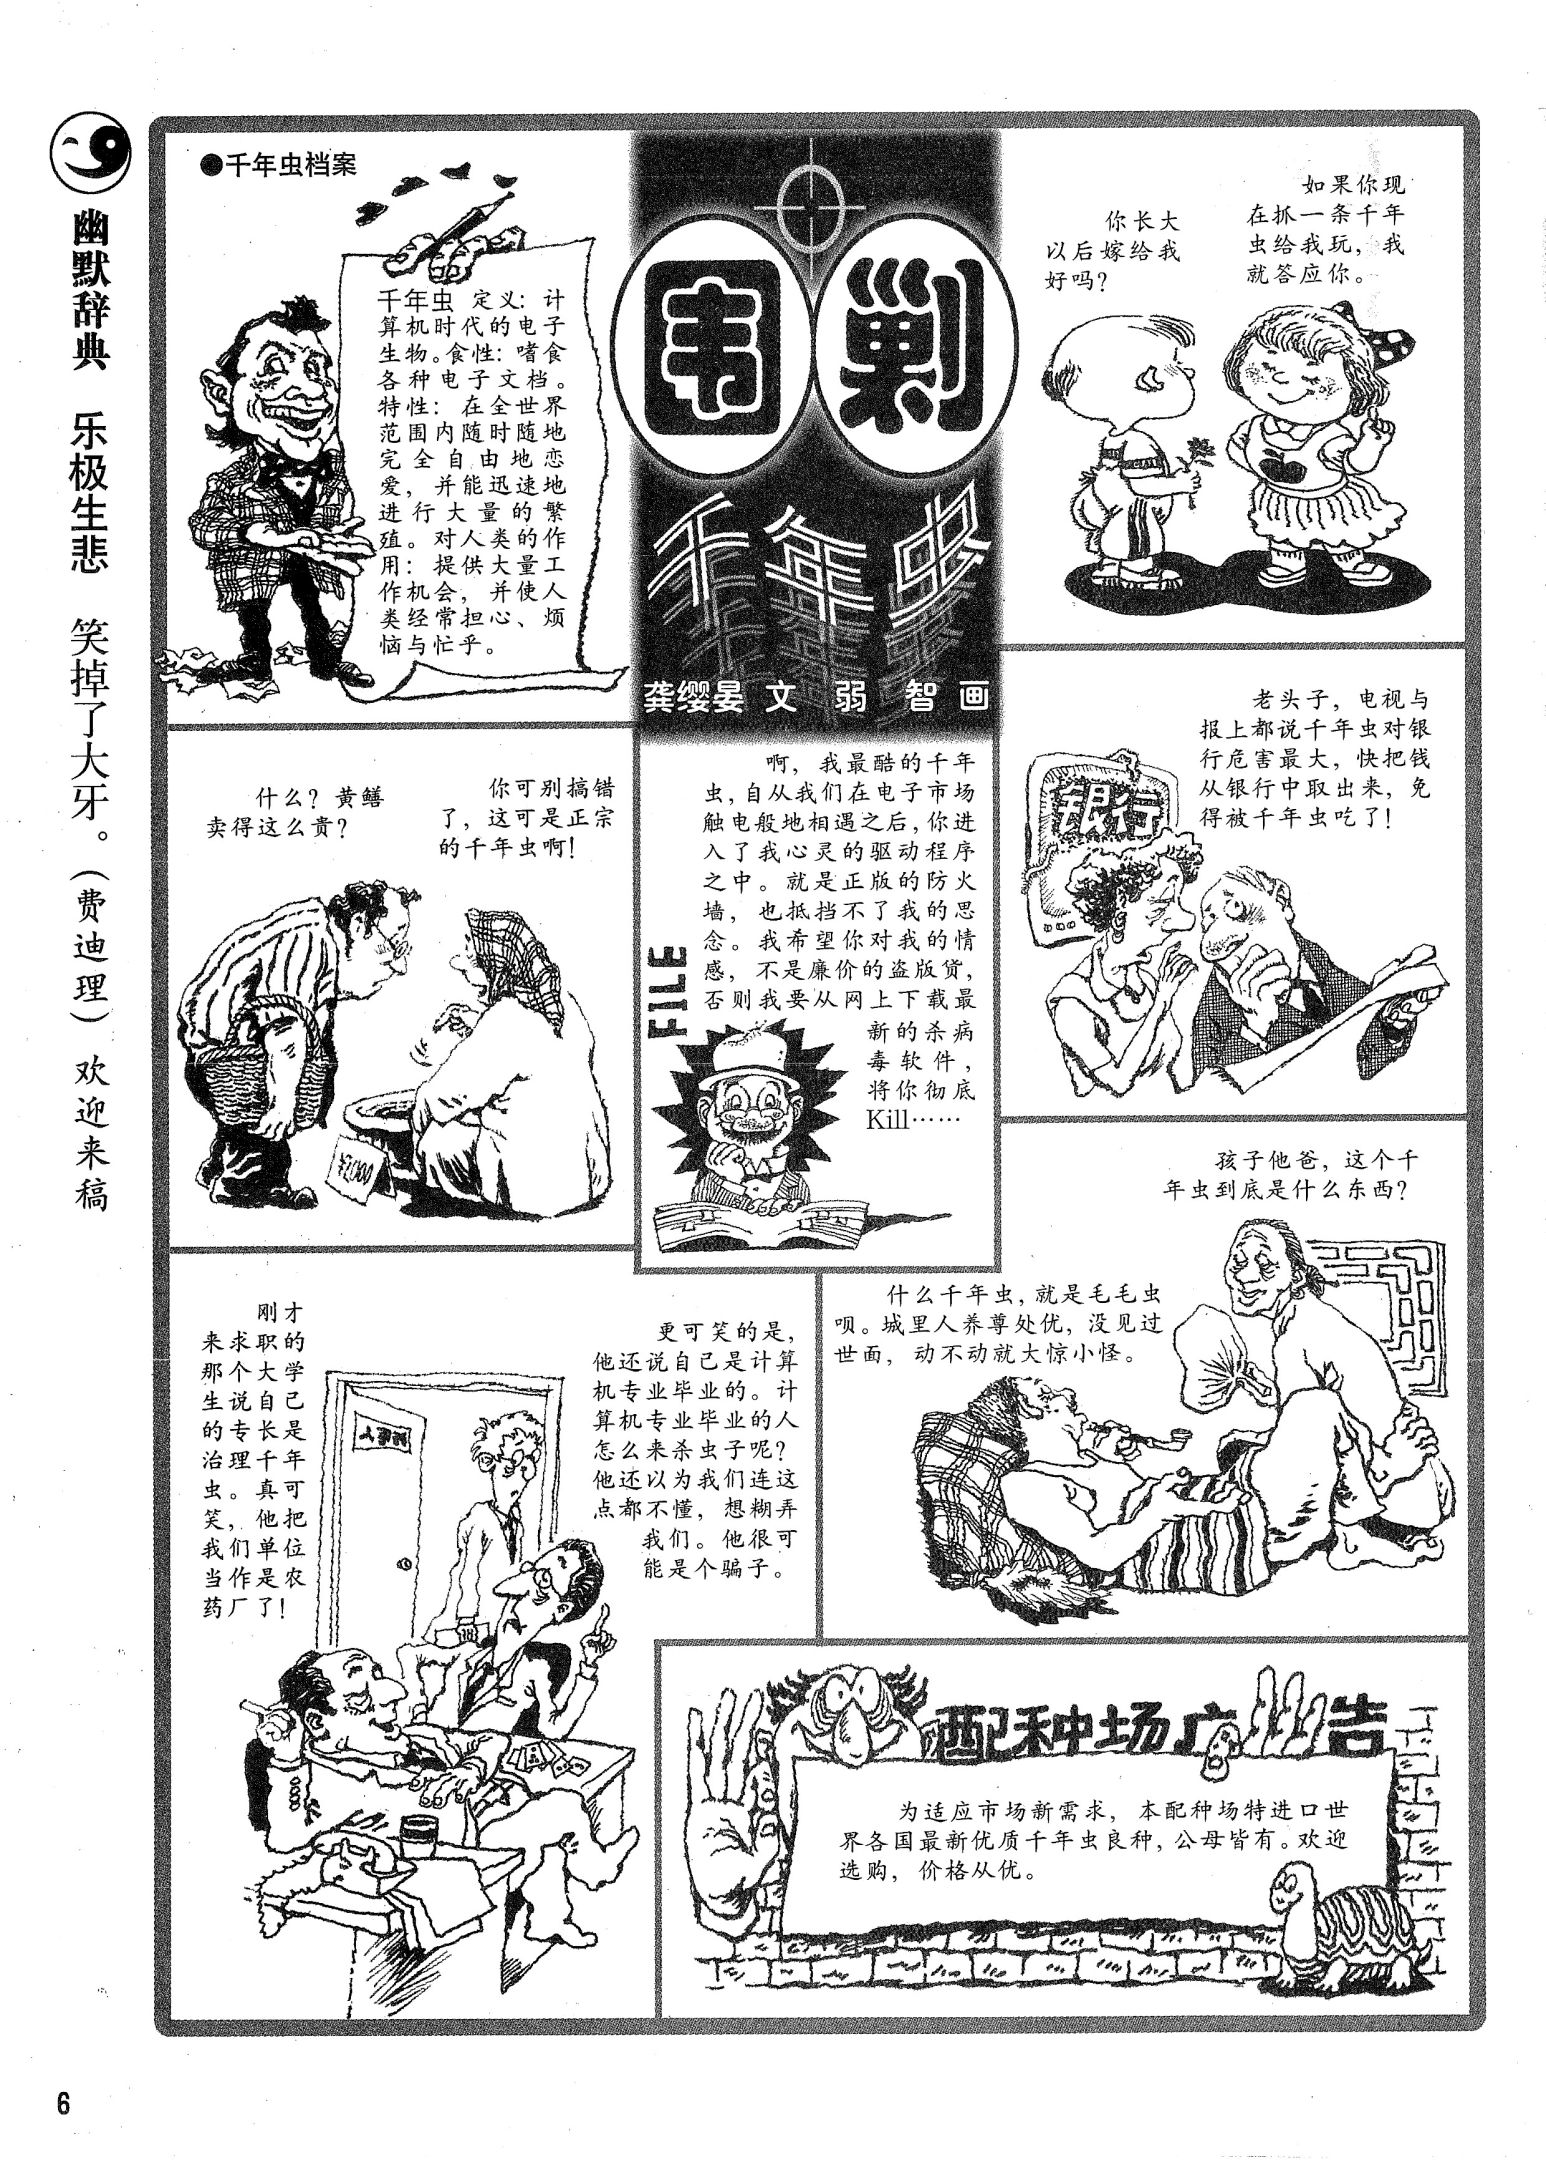 幽默辞典 乐极生悲 笑掉了大牙。（费迪理）欢迎来稿
●千年虫档案
千年虫 定义：计
算机时代的电子
生物。食性：嗜食
各种电子文档。
特性：在全世界
范围内随时随地
完全自由地恋
爱，并能迅速地
进行大量的繁
殖。对人类的作
用：提供大量工
作机会，并使人
类经常担心、烦
恼与忙乎。
围剿
千年虫
龚缨晏 文 弱智 画
你长大
以后嫁给我
好吗？
如果你现
在抓一条千年
虫给我玩，我
就答应你。
什么？黄鳝
卖得这么贵？
你可别搞错
了，这可是正宗
的千年虫啊！
啊，我最酷的千年
虫，自从我们在电子市场
触电般地相遇之后，你进
入了我心灵的驱动程序
之中。就是正版的防火
墙，也抵挡不了我的思
念。我希望你对我的情
感，不是廉价的盗版货，
否则我要从网上下载最
新的杀病
毒软件，
将你彻底
Kill……
FILE
老头子，电视与
报上都说千年虫对银
行危害最大，快把钱
从银行中取出来，免
得被千年虫吃了！
银行
孩子他爸，这个千
年虫到底是什么东西？
什么千年虫，就是毛毛虫
呗。城里人养尊处优，没见过
世面，动不动就大惊小怪。
刚才
来求职的
那个大学
生说自己
的专长是
治理千年
虫。真可
笑，他把
我们单位
当作是农
药厂了！
更可笑的是，
他还说自己是计算
机专业毕业的。计
算机专业毕业的人
怎么来杀虫子呢？
他还以为我们连这
点都不懂，想糊弄
我们。他很可
能是个骗子。
配种场广告
为适应市场新需求，本配种场特进口世
界各国最新优质千年虫良种，公母皆有。欢迎
选购，价格从优。
6